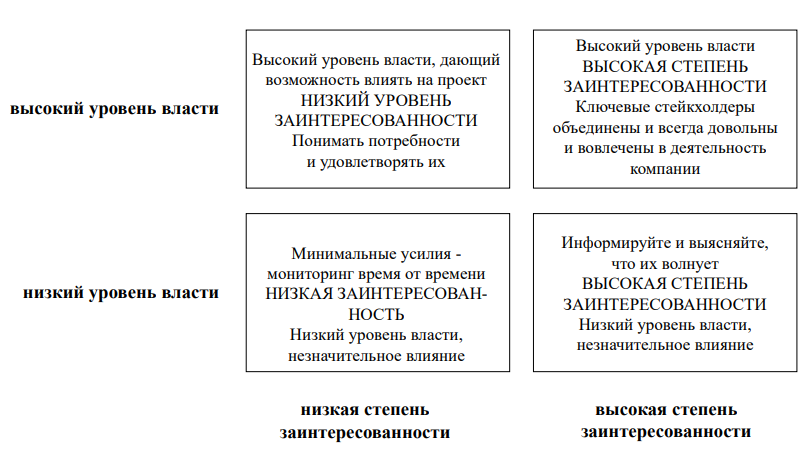 Высокий уровень власти, дающий
возможность влиять на проект
НИЗКИЙ УРОВЕНЬ
ЗАИНТЕРЕСОВАННОСТИ
Понимать потребности
и удовлетворять их
Высокий уровень власти
ВЫСОКАЯ СТЕПЕНЬ
ЗАИНТЕРЕСОВАННОСТИ
Ключевые стейкхолдеры
объединены и всегда довольны
и вовлечены в деятельность
компании
высокий уровень власти
Минимальные усилия -
мониторинг время от времени
НИЗКАЯ ЗАИНТЕРЕСОВАН-
НОСТЬ
Низкий уровень власти,
незначительное влияние
Информируйте и выясняйте,
что их волнует
ВЫСОКАЯ СТЕПЕНЬ
ЗАИНТЕРЕСОВАННОСТИ
Низкий уровень власти,
незначительное влияние
низкий уровень власти
низкая степень
заинтересованности
высокая степень
заинтересованности